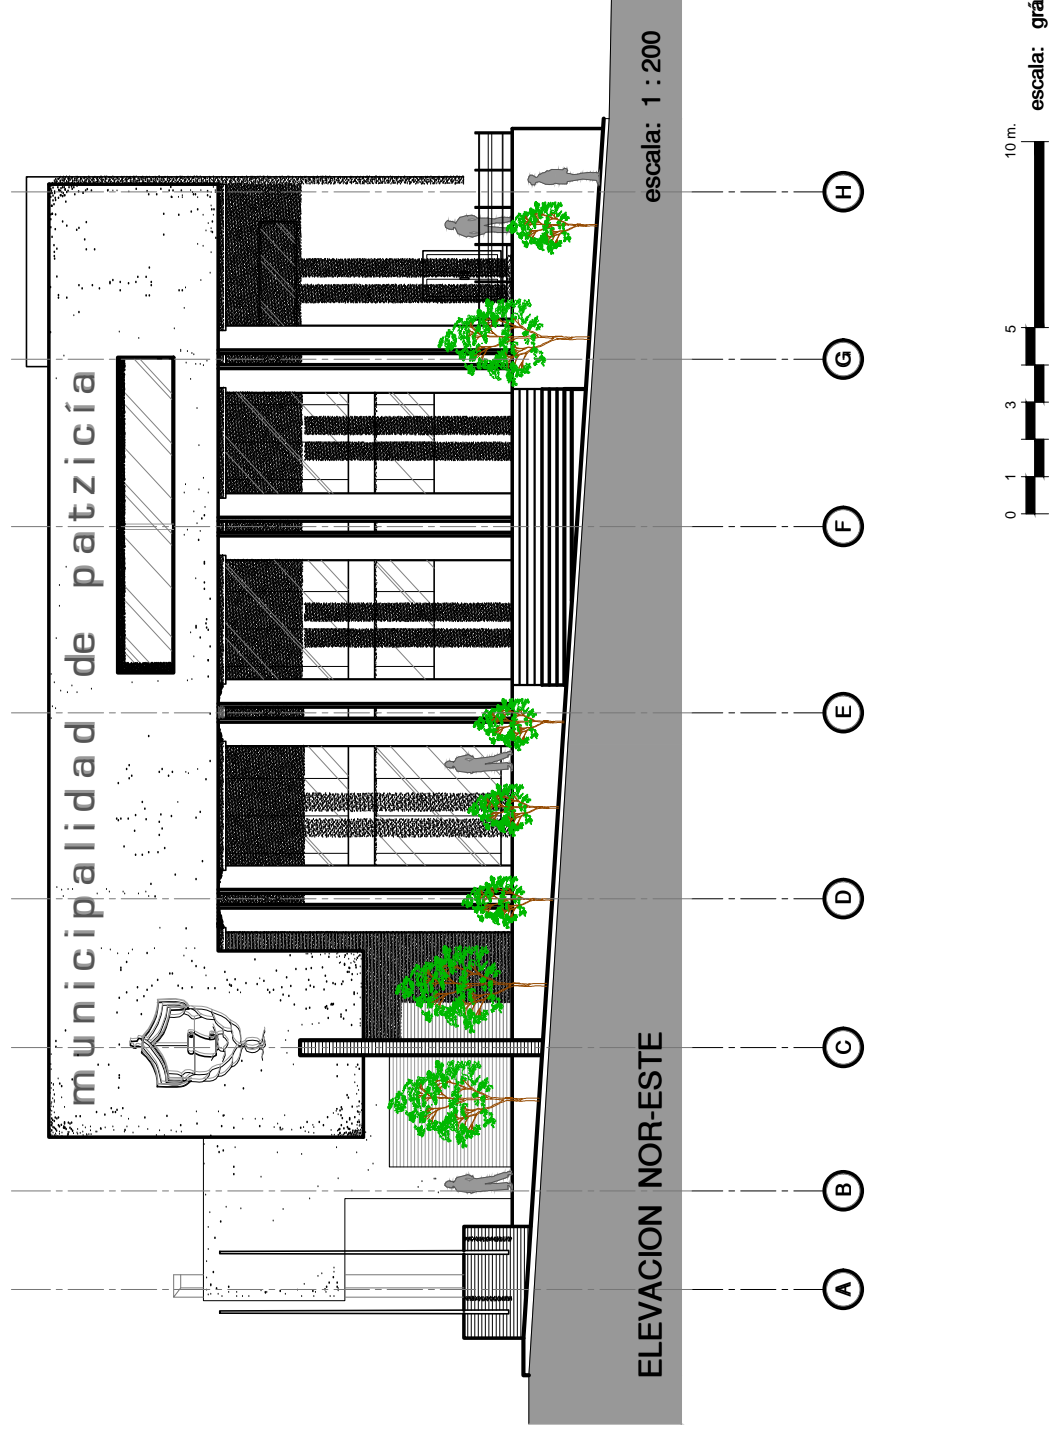 municipalidad de patzicía
ELEVACION NOR-ESTE
escala: 1 : 200
A
B
C
D
E
F
G
H
0
1
3
5
10 m.
escala: